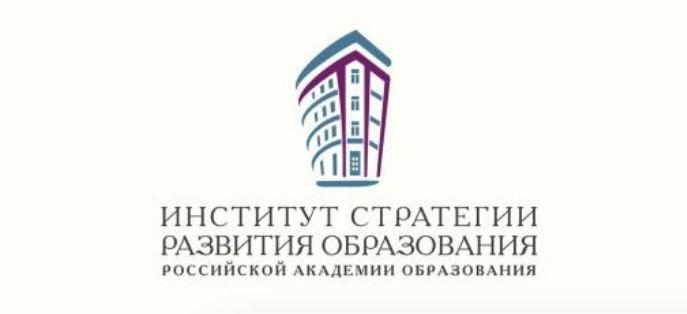 ИНСТИТУТ СТРАТЕГИИ
РАЗВИТИЯ ОБРАЗОВАНИЯ
РОССИЙСКОЙ АКАДЕМИИ ОБРАЗОВАНИЯ